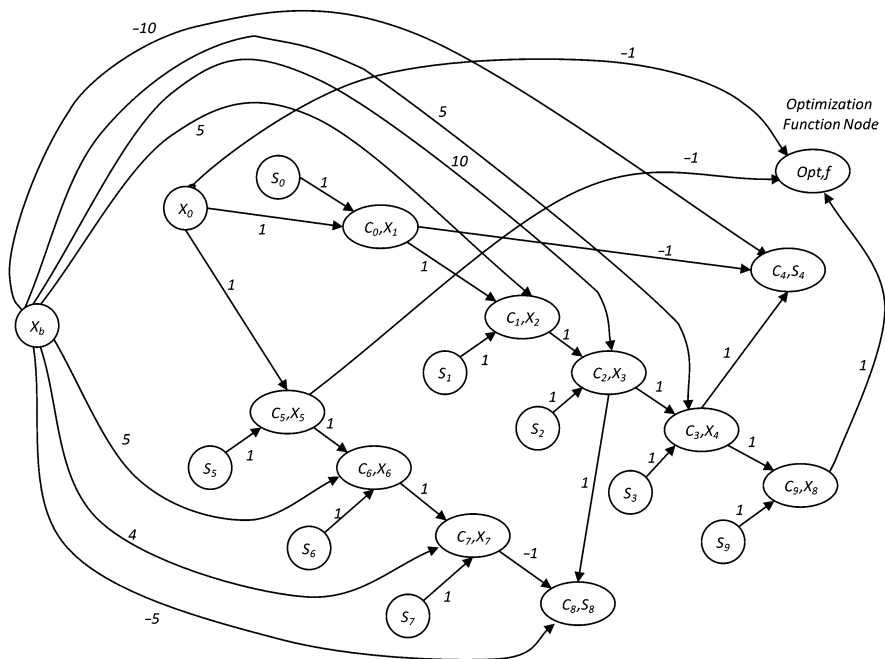 −10
−1
5
Optimization
Function Node
5
10
−1
S0
1
Opt,f
X0
1
C0,X1
−1
C4,S4
1
1
Xb
C1,X2
1
1
S1
1
C2,X3
1
1
C5,X5
1
S2
1
C3,X4
5
1
S5
C6,X6
1
1
1
1
S3
C9,X8
1
1
1
S6
S9
4
C7,X7
−1
1
S7
C8,S8
−5